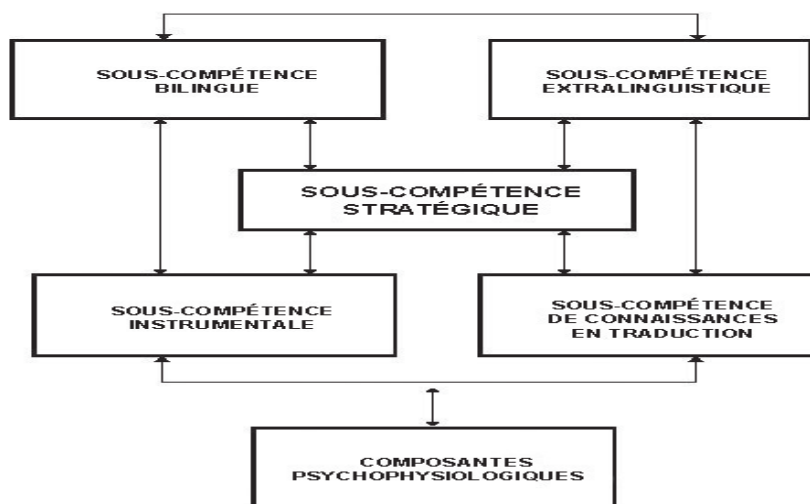 SOUS-COMPÉTENCE
BILINGUE
SOUS-COMPÉTENCE
EXTRALINGUISTIQUE
SOUS-COMPÉTENCE
STRATÉGIQUE
SOUS-COMPÉTENCE
INSTRUMENTALE
SOUS-COMPÉTENCE
DE CONNAISSANCES
EN TRADUCTION
COMPOSANTES
PSYCHOPHYSIOLOGIQUES